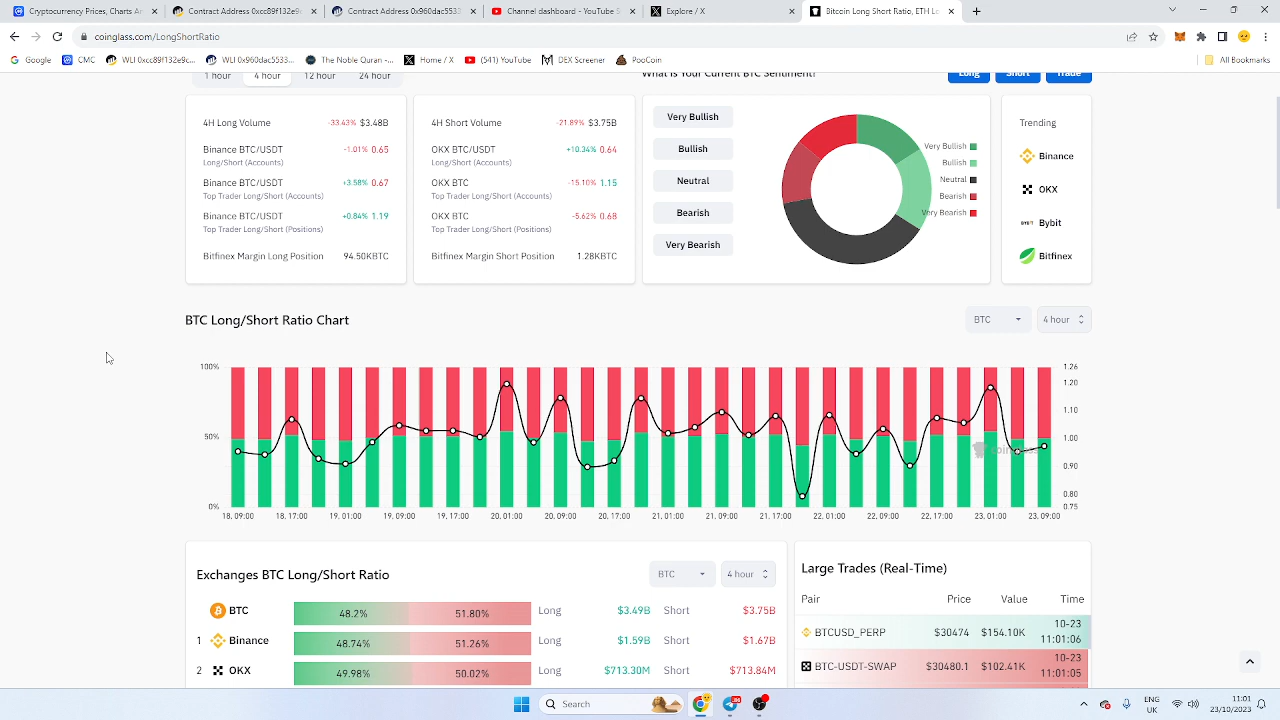 Cryptocurrency Prices, Charts Ar
Contract Address 0xcc89f132e9c
Contract Address 0x960dac5533
Channel dashboard - YouTube S
Explore / X
Bitcoin Long Short Ratio, ETH Lo
coinglass.com/LongShortRatio
Google
CMC
WLI 0xcc89f132e8c...
WLI 0x960dac5533...
The Noble Quran -...
Home / X
(541) YouTube
DEX Screener
PooCoin
All Bookmarks
1 hour
4 hour
12 hour
24 hour
What Is Your Current BTC Sentiment?
Long
Short
Trade
4H Long Volume -33.43% $3.48B
Binance BTC/USDT -1.01% 0.65
Long/Short (Accounts)
Binance BTC/USDT +3.58% 0.67
Top Trader Long/Short (Accounts)
Binance BTC/USDT +0.84% 1.19
Top Trader Long/Short (Positions)
Bitfinex Margin Long Position 94.50KBTC
4H Short Volume -21.89% $3.75B
OKX BTC/USDT +10.34% 0.64
Long/Short (Accounts)
OKX BTC -15.10% 1.15
Top Trader Long/Short (Accounts)
OKX BTC -5.62% 0.68
Top Trader Long/Short (Positions)
Bitfinex Margin Short Position 1.28KBTC
Very Bullish
Bullish
Neutral
Bearish
Very Bearish
Very Bullish
Bullish
Neutral
Bearish
Very Bearish
Trending
Binance
OKX
Bybit
Bitfinex
BTC Long/Short Ratio Chart
BTC
4 hour
100%
50%
0%
1.26
1.20
1.10
1.00
0.90
0.80
0.75
18, 09:00
18, 17:00
19, 01:00
19, 09:00
19, 17:00
20, 01:00
20, 09:00
20, 17:00
21, 01:00
21, 09:00
21, 17:00
22, 01:00
22, 09:00
22, 17:00
23, 01:00
23, 09:00
Exchanges BTC Long/Short Ratio
BTC
4 hour
BTC 48.2% 51.80% Long $3.49B Short $3.75B
1 Binance 48.74% 51.26% Long $1.59B Short $1.67B
2 OKX 49.98% 50.02% Long $713.30M Short $713.84M
Large Trades (Real-Time)
Pair Price Value Time
BTCUSD_PERP $30474 $154.10K 10-23
11:01:06
BTC-USDT-SWAP $30480.1 $102.41K 10-23
11:01:05
Search
ENG
UK
11:01
23/10/2023